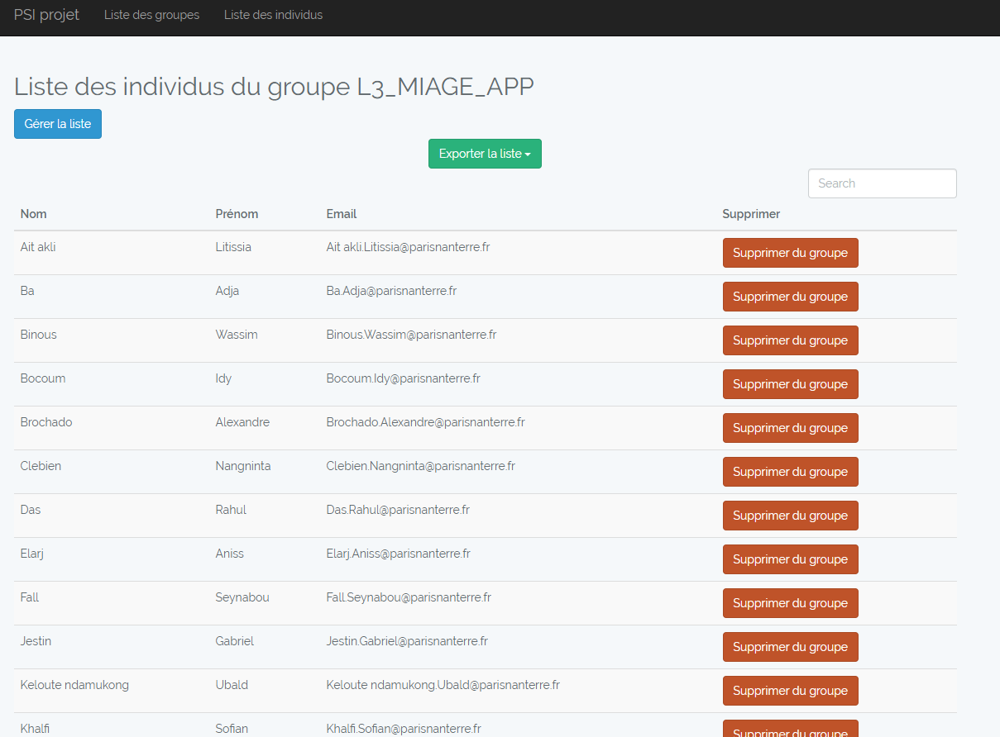 PSI projet Liste des groupes Liste des individus
Liste des individus du groupe L3_MIAGE_APP
Gérer la liste
Exporter la liste
Search
Nom Prénom Email Supprimer
Ait akli Litissia Ait akli.Litissia@parisnanterre.fr Supprimer du groupe
Ba Adja Ba.Adja@parisnanterre.fr Supprimer du groupe
Binous Wassim Binous.Wassim@parisnanterre.fr Supprimer du groupe
Bocoum Idy Bocoum.Idy@parisnanterre.fr Supprimer du groupe
Brochado Alexandre Brochado.Alexandre@parisnanterre.fr Supprimer du groupe
Clebien Nangninta Clebien.Nangninta@parisnanterre.fr Supprimer du groupe
Das Rahul Das.Rahul@parisnanterre.fr Supprimer du groupe
Elarj Aniss Elarj.Aniss@parisnanterre.fr Supprimer du groupe
Fall Seynabou Fall.Seynabou@parisnanterre.fr Supprimer du groupe
Jestin Gabriel Jestin.Gabriel@parisnanterre.fr Supprimer du groupe
Keloute ndamukong Ubald Keloute ndamukong.Ubald@parisnanterre.fr Supprimer du groupe
Khalfi Sofian Khalfi.Sofian@parisnanterre.fr Supprimer du groupe